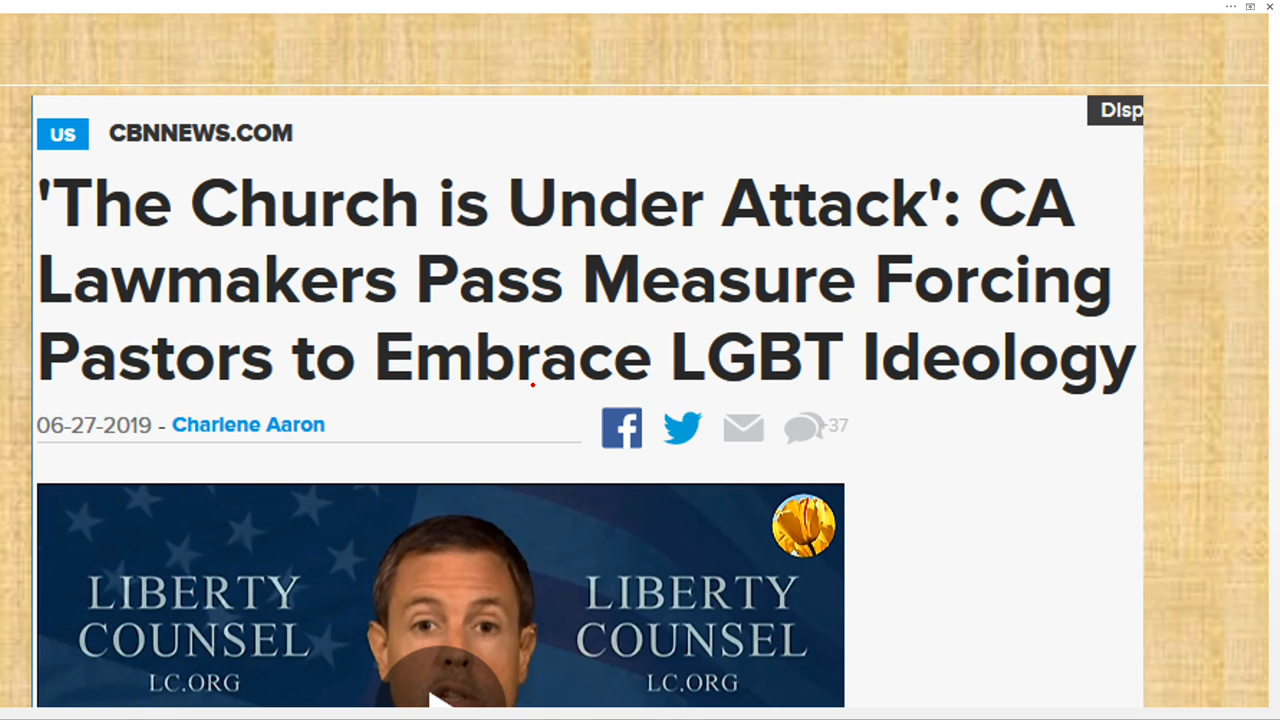 Disp
US CBNNEWS.COM
'The Church is Under Attack': CA
Lawmakers Pass Measure Forcing
Pastors to Embrace LGBT Ideology
06-27-2019 - Charlene Aaron
37
LIBERTY
COUNSEL
LC.ORG
LIBERTY
COUNSEL
LC.ORG